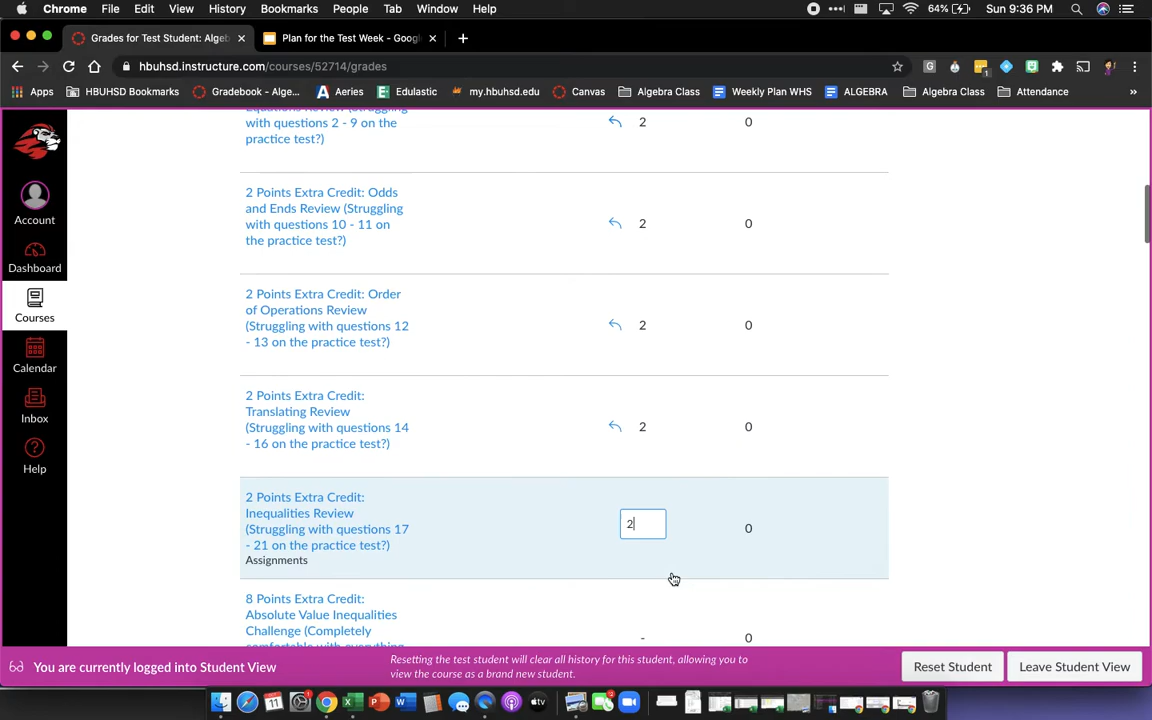 Chrome File Edit View History Bookmarks People Tab Window Help 64% Sun 9:36 PM
Grades for Test Student: Algeb × Plan for the Test Week - Googl × +
hbuhsd.instructure.com/courses/52714/grades
Apps HBUHSD Bookmarks Gradebook - Alge... Aeries Edulastic my.hbuhsd.edu Canvas Algebra Class Weekly Plan WHS ALGEBRA Algebra Class Attendance »
Account
Dashboard
Courses
Calendar
Inbox
Help
Equations Review (Struggling
with questions 2 - 9 on the
practice test?)
2 0
2 Points Extra Credit: Odds
and Ends Review (Struggling
with questions 10 - 11 on
the practice test?)
2 0
2 Points Extra Credit: Order
of Operations Review
(Struggling with questions 12
- 13 on the practice test?)
2 0
2 Points Extra Credit:
Translating Review
(Struggling with questions 14
- 16 on the practice test?)
2 0
2 Points Extra Credit:
Inequalities Review
(Struggling with questions 17
- 21 on the practice test?)
Assignments
2 0
8 Points Extra Credit:
Absolute Value Inequalities
Challenge (Completely
comfortable with everything
- 0
You are currently logged into Student View
Resetting the test student will clear all history for this student, allowing you to
view the course as a brand new student.
Reset Student
Leave Student View